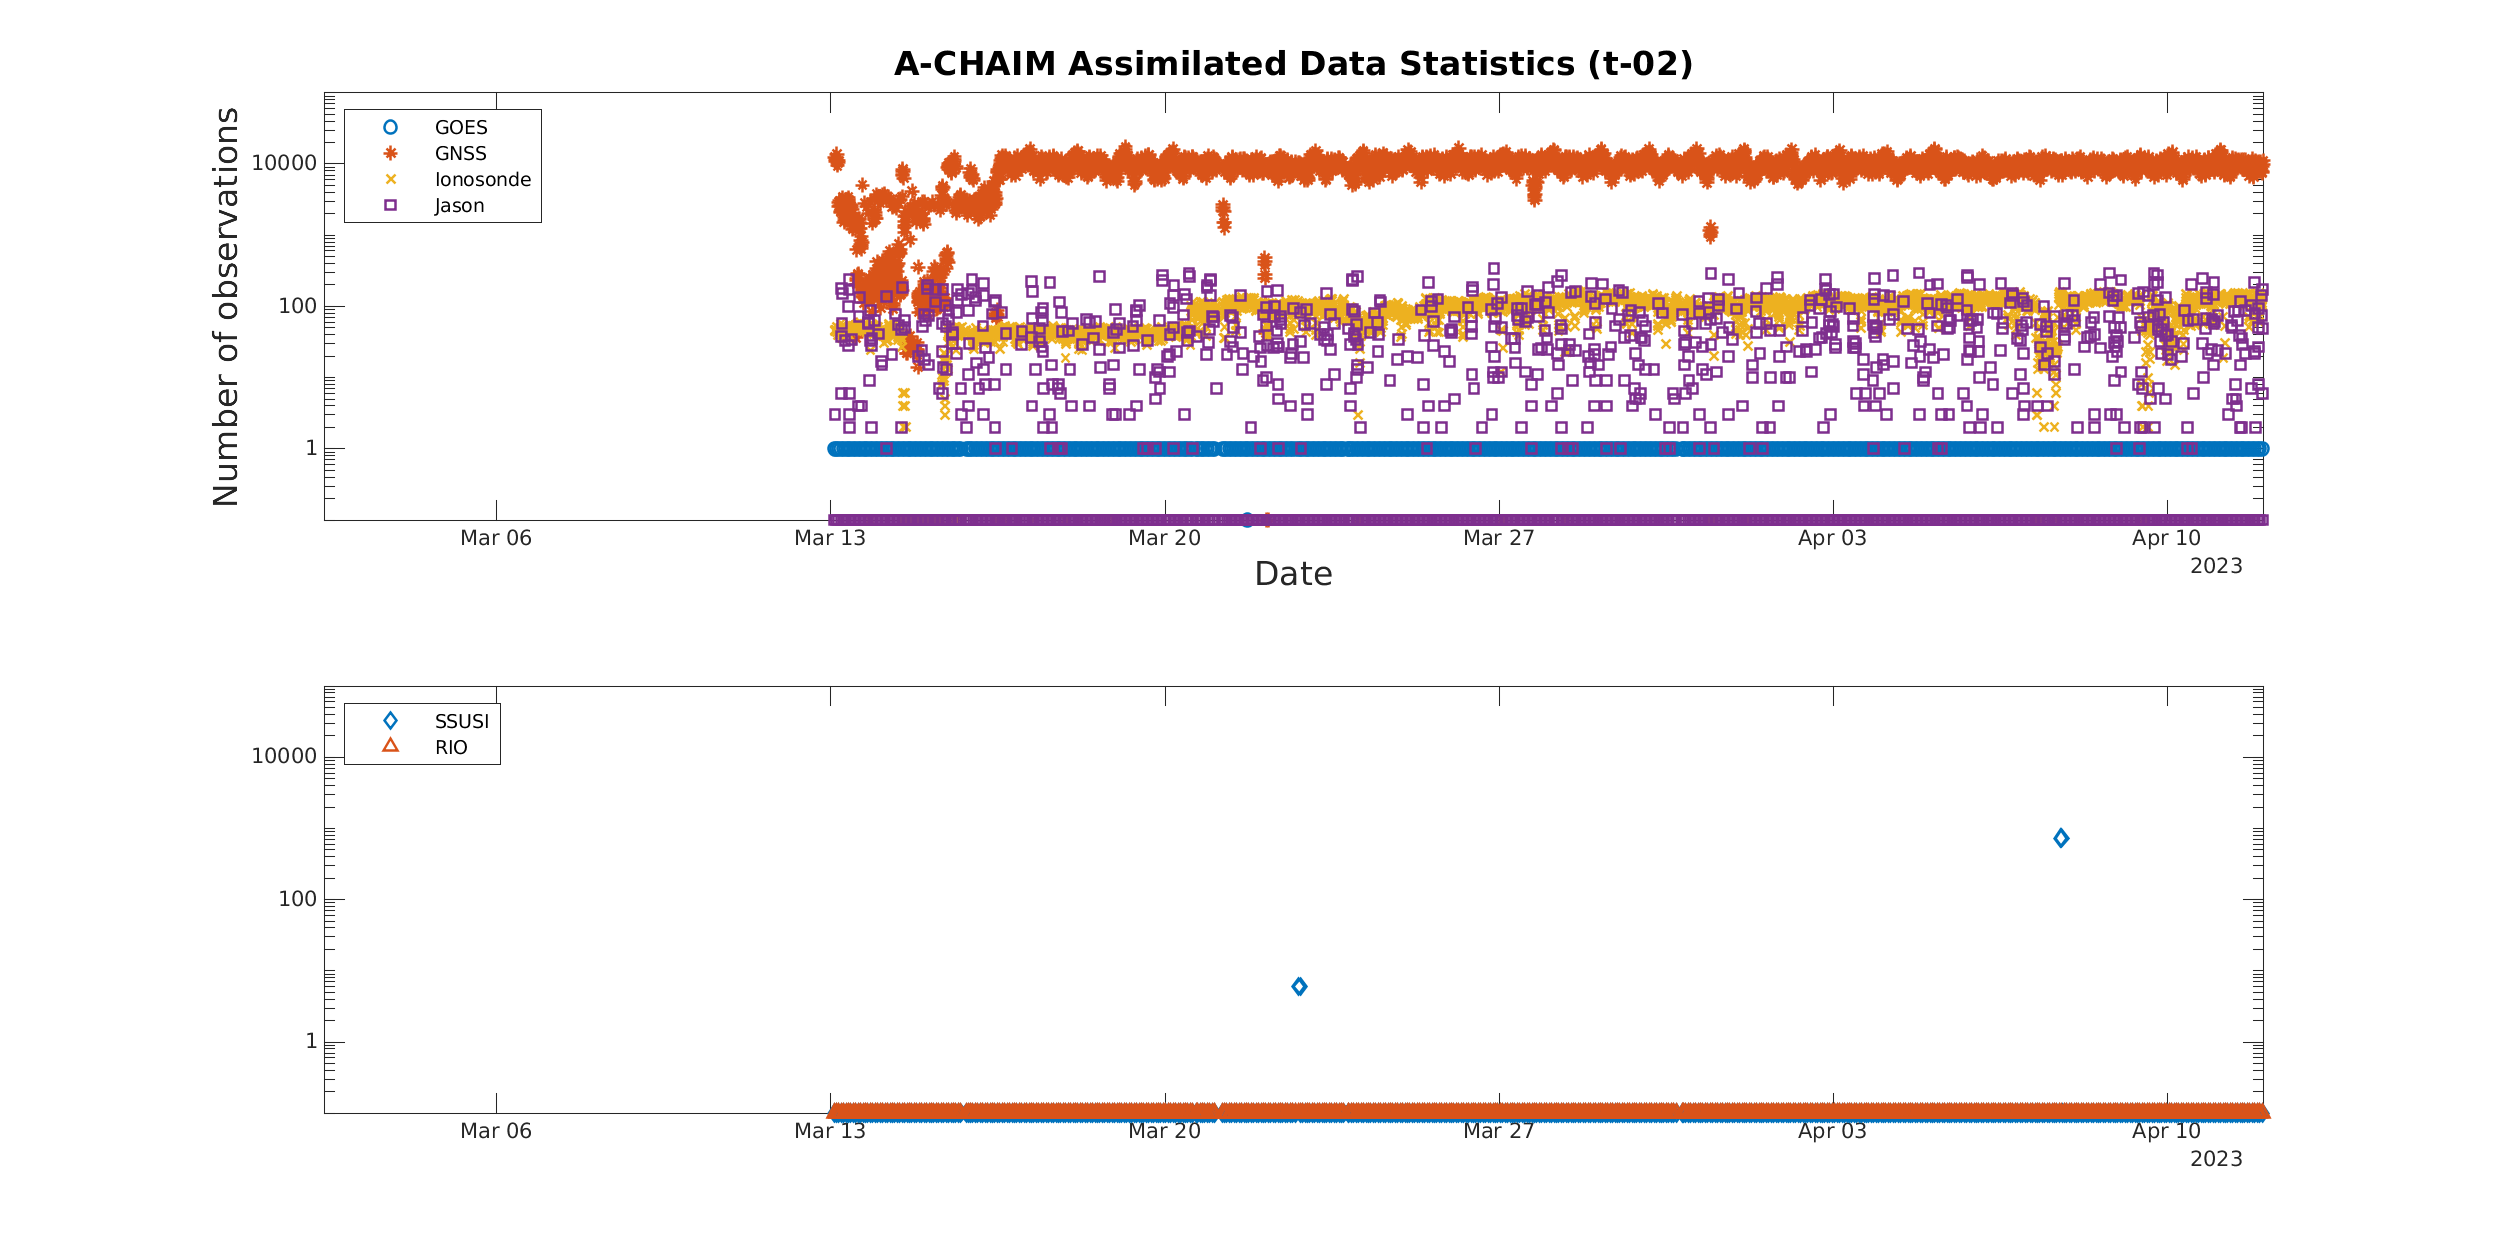 A-CHAIM Assimilated Data Statistics (t-02)
Number of observations
10000
100
1
GOES
GNSS
Ionosonde
Jason
Mar 06 Mar 13 Mar 20 Mar 27 Apr 03 Apr 10
2023
Date
10000
100
1
SSUSI
RIO
Mar 06 Mar 13 Mar 20 Mar 27 Apr 03 Apr 10
2023